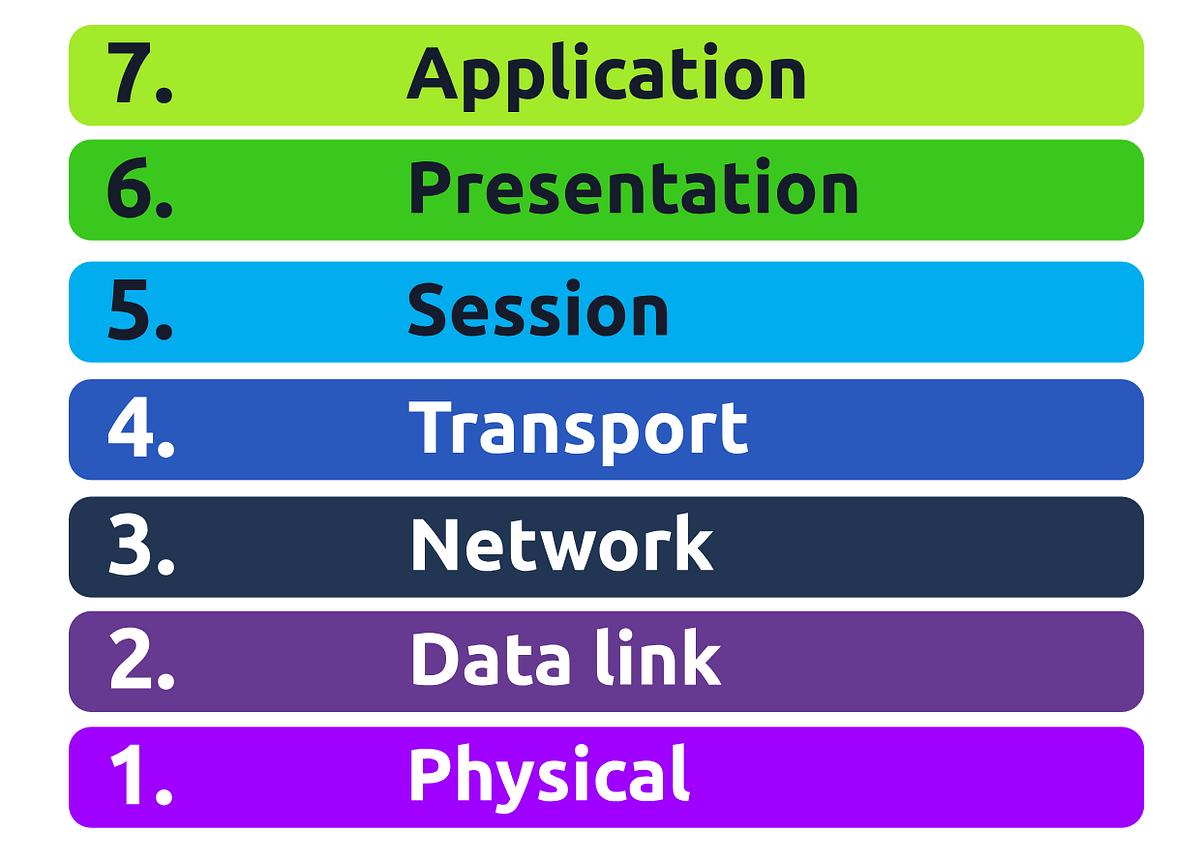 7. Application
6. Presentation
5. Session
4. Transport
3. Network
2. Data link
1. Physical